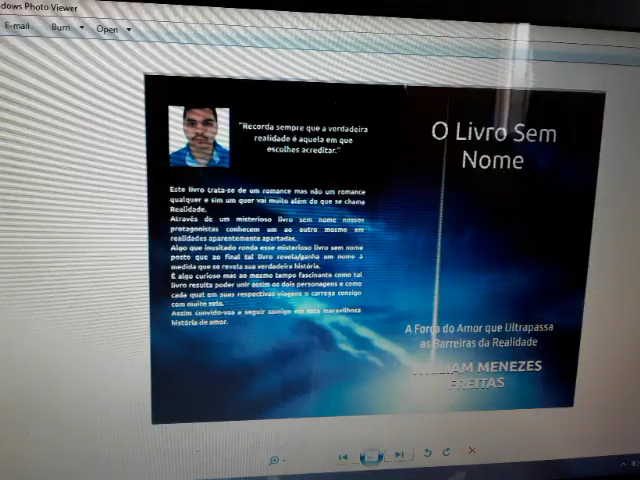 dows Photo Viewer
E-mail Burn Open
"Recorda sempre que a verdadeira
realidade é aquela em que
escolhes acreditar."
Este livro trata-se de um romance mas não um romance
qualquer e sim um quer vai muito além do que se chama
Realidade.
Através de um misterioso livro sem nome nossos
protagonistas conhecem um ao outro mesmo em
realidades aparentemente apartadas.
Algo que inusitado ronda esse misterioso livro sem nome
posto que ao final tal livro revela/ganha um nome à
medida que se revela sua verdadeira história.
É algo curioso mas ao mesmo tempo fascinante como tal
livro resulta poder unir assim os dois personagens e como
cada qual em suas respectivas viagens o carrega consigo
com muito zelo.
Assim convido-vos a seguir comigo em esta maravilhosa
história de amor.
O Livro Sem
Nome
A Força do Amor que Ultrapassa
as Barreiras da Realidade
WILLIAM MENEZES
FREITAS